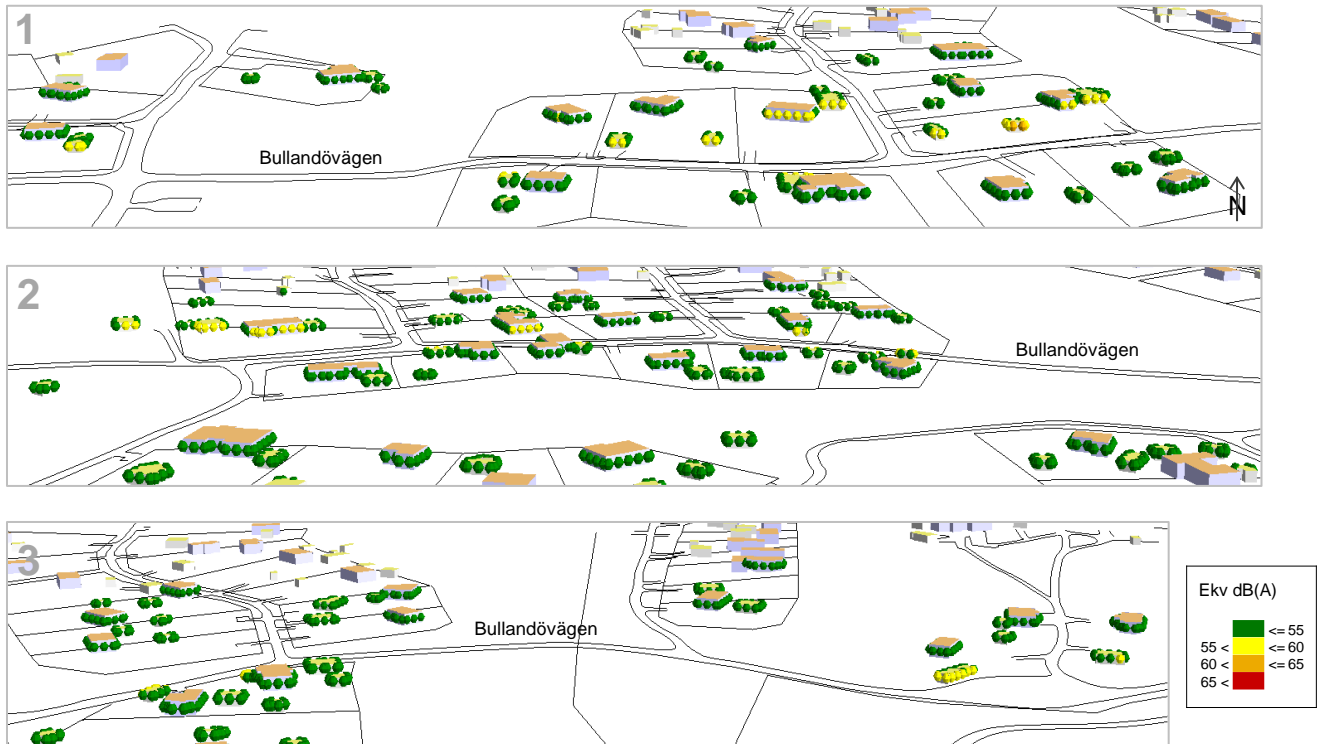 1
Bullandövägen
N
2
Bullandövägen
3
Bullandövägen
Ekv dB(A)
<= 55
55 < <= 60
60 < <= 65
65 <